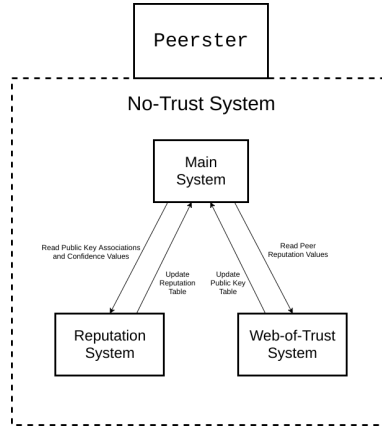 Peerster
No-Trust System
Main
System
Read Public Key Associations
and Confidence Values
Update
Reputation
Table
Update
Public Key
Table
Read Peer
Reputation Values
Reputation
System
Web-of-Trust
System